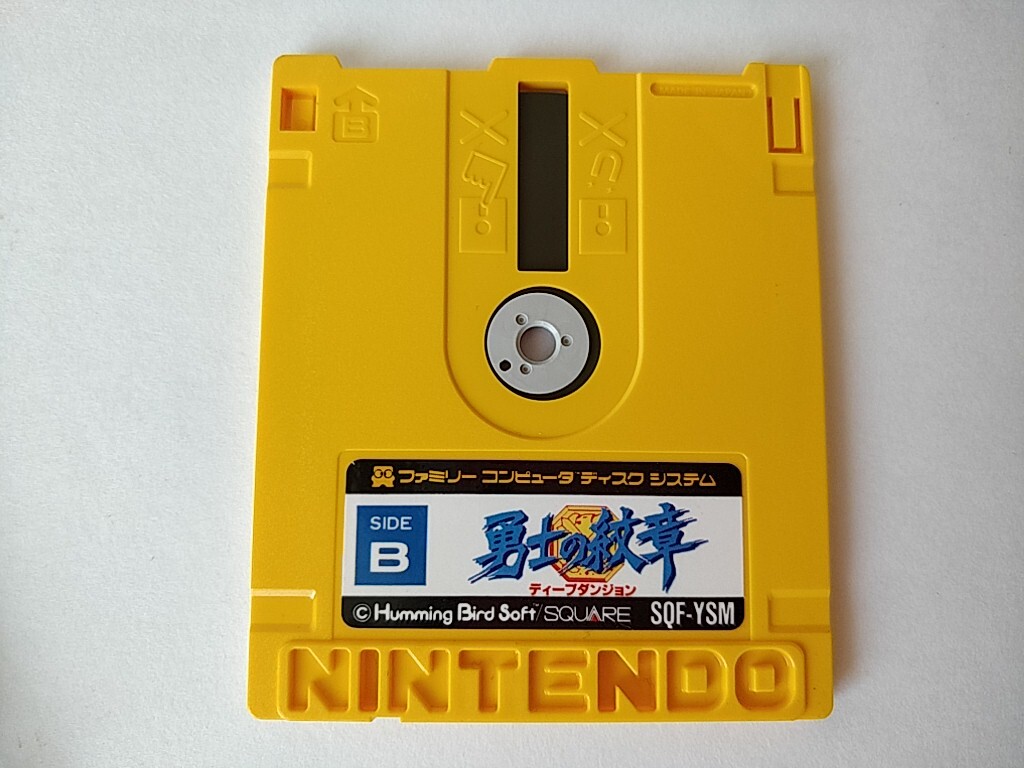 B
ファミリー コンピュータ ディスク システム
SIDE
B
勇士の紋章
ディープダンジョン
© Humming Bird Soft™/SQUARE SQF-YSM
NINTENDO